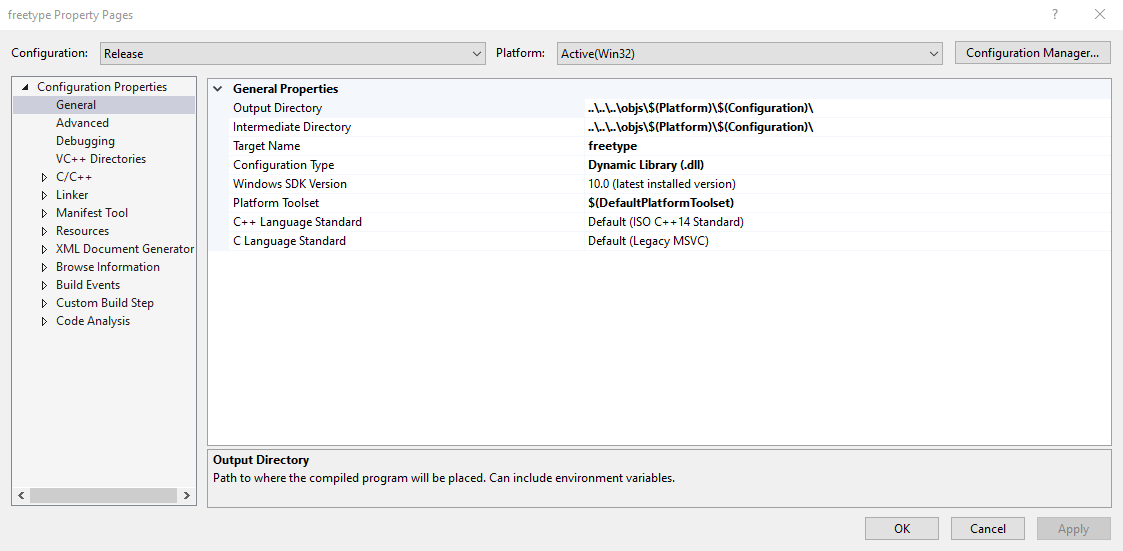 freetype Property Pages
?
Configuration: Release Platform: Active(Win32) Configuration Manager...
Configuration Properties
General
Advanced
Debugging
VC++ Directories
C/C++
Linker
Manifest Tool
Resources
XML Document Generator
Browse Information
Build Events
Custom Build Step
Code Analysis
General Properties
Output Directory ..\..\..\objs\$(Platform)\$(Configuration)\
Intermediate Directory ..\..\..\objs\$(Platform)\$(Configuration)\
Target Name freetype
Configuration Type Dynamic Library (.dll)
Windows SDK Version 10.0 (latest installed version)
Platform Toolset $(DefaultPlatformToolset)
C++ Language Standard Default (ISO C++14 Standard)
C Language Standard Default (Legacy MSVC)
Output Directory
Path to where the compiled program will be placed. Can include environment variables.
OK Cancel Apply